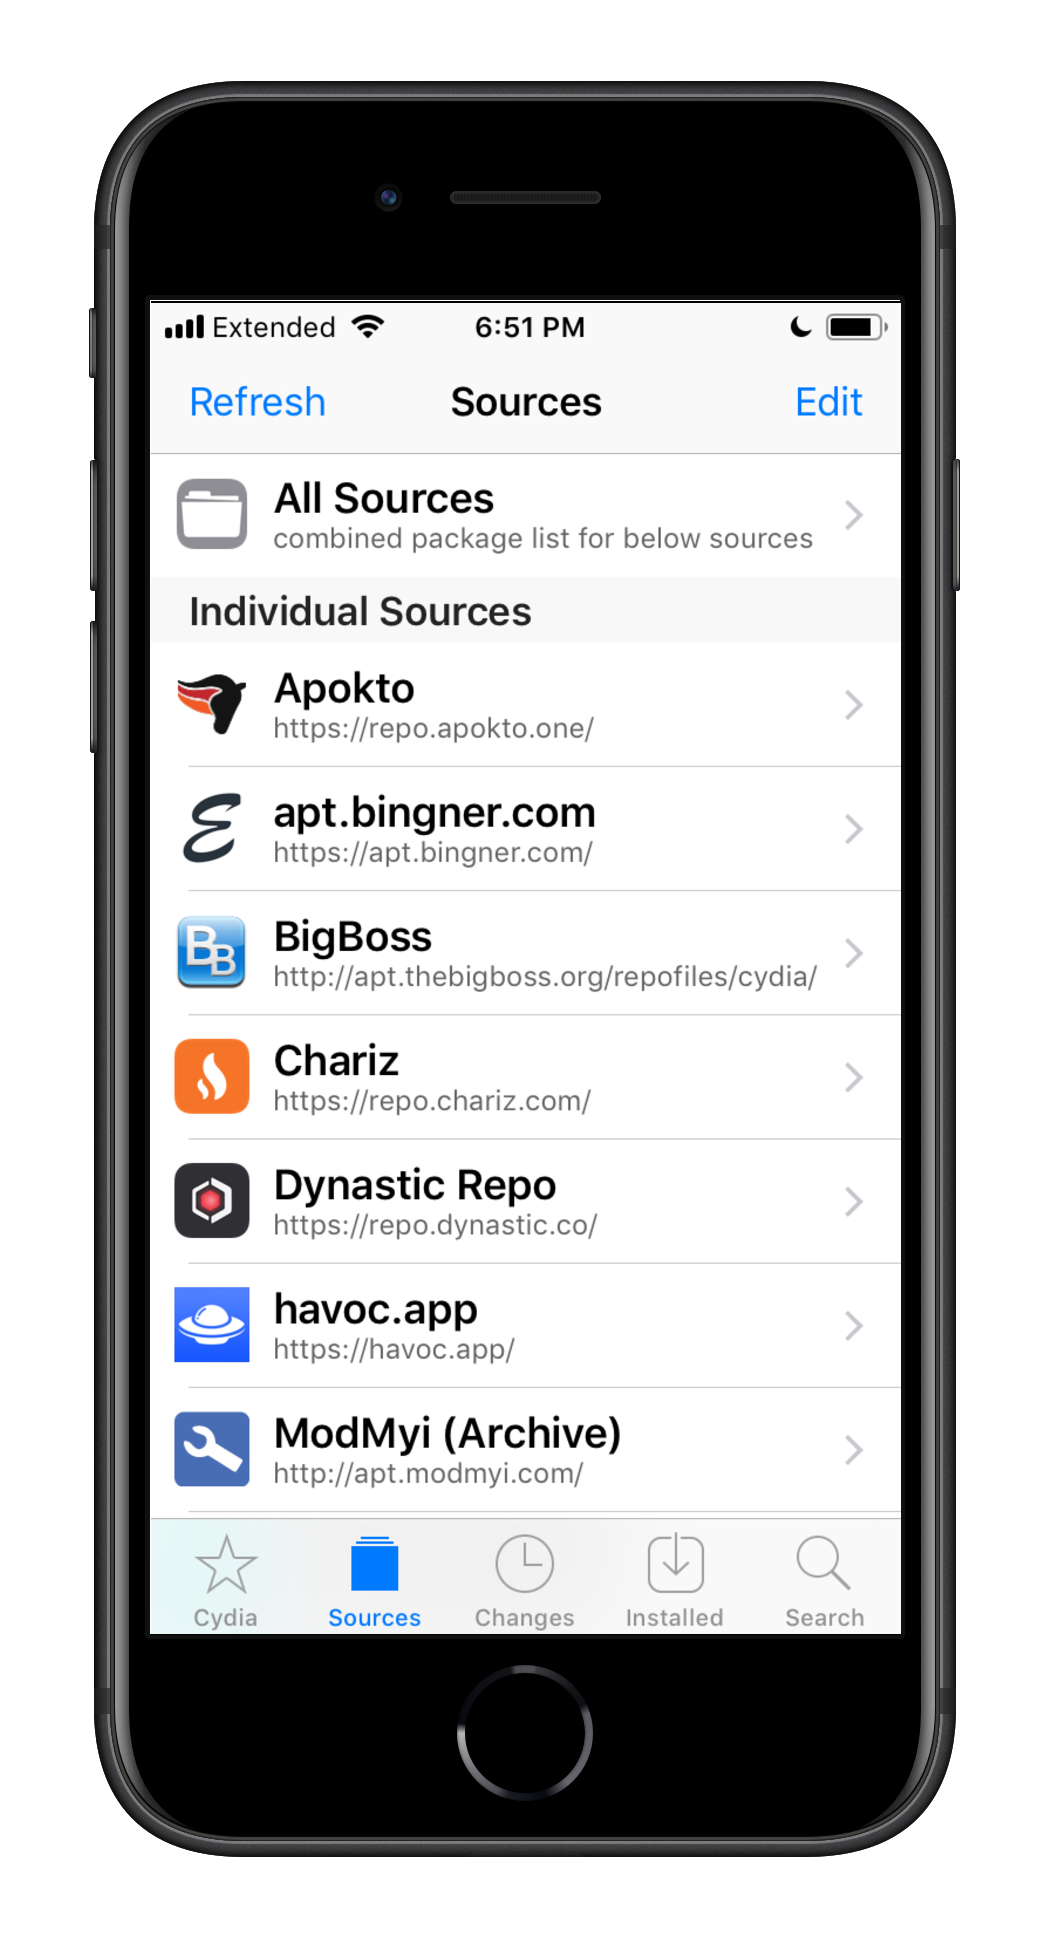 Extended 6:51 PM
Refresh Sources Edit
All Sources
combined package list for below sources
Individual Sources
Apokto
https://repo.apokto.one/
apt.bingner.com
https://apt.bingner.com/
BB
BigBoss
http://apt.thebigboss.org/repofiles/cydia/
Chariz
https://repo.chariz.com/
Dynastic Repo
https://repo.dynastic.co/
havoc.app
https://havoc.app/
ModMyi (Archive)
http://apt.modmyi.com/
Cydia Sources Changes Installed Search